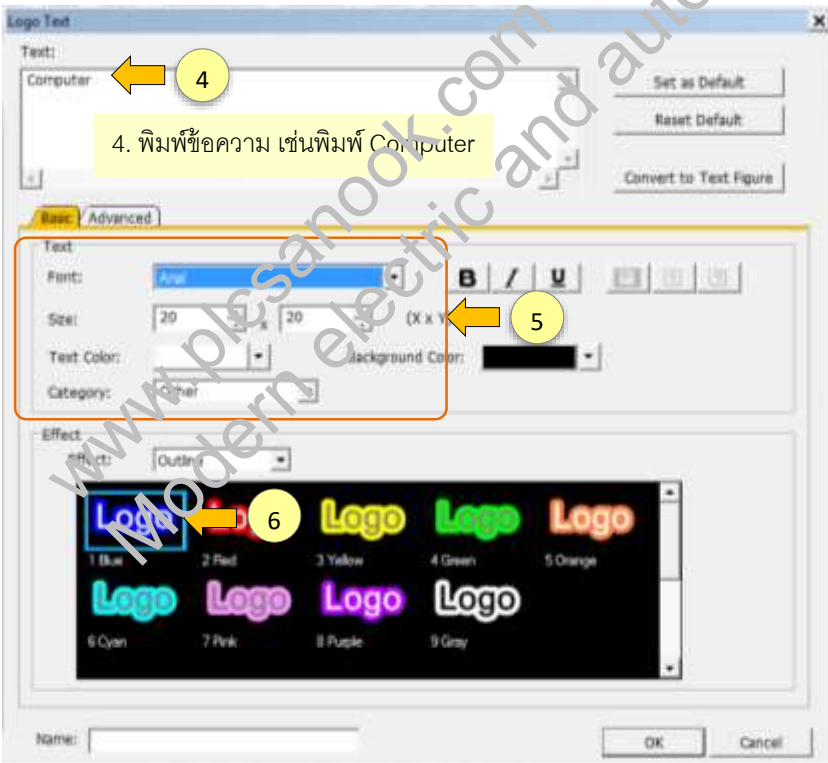 Logo Text
Text:
Computer
4
Set as Default
Reset Default
Convert to Text Figure
4. พิมพ์ข้อความ เช่นพิมพ์ Computer
Basic Advanced
Text
Font: Arial B I U
Size: 20 x 20 (X x Y
5
Text Color: Background Color:
Category: Other
Effect
Effect: Outline
Logo Logo Logo Logo Logo
6
1 Blue 2 Red 3 Yellow 4 Green 5 Orange
Logo Logo Logo Logo
6 Cyan 7 Pink 8 Purple 9 Gray
Name: OK Cancel
www.plcsanook.com
Modern electric and auto